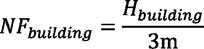 NF_building = H_building / 3m